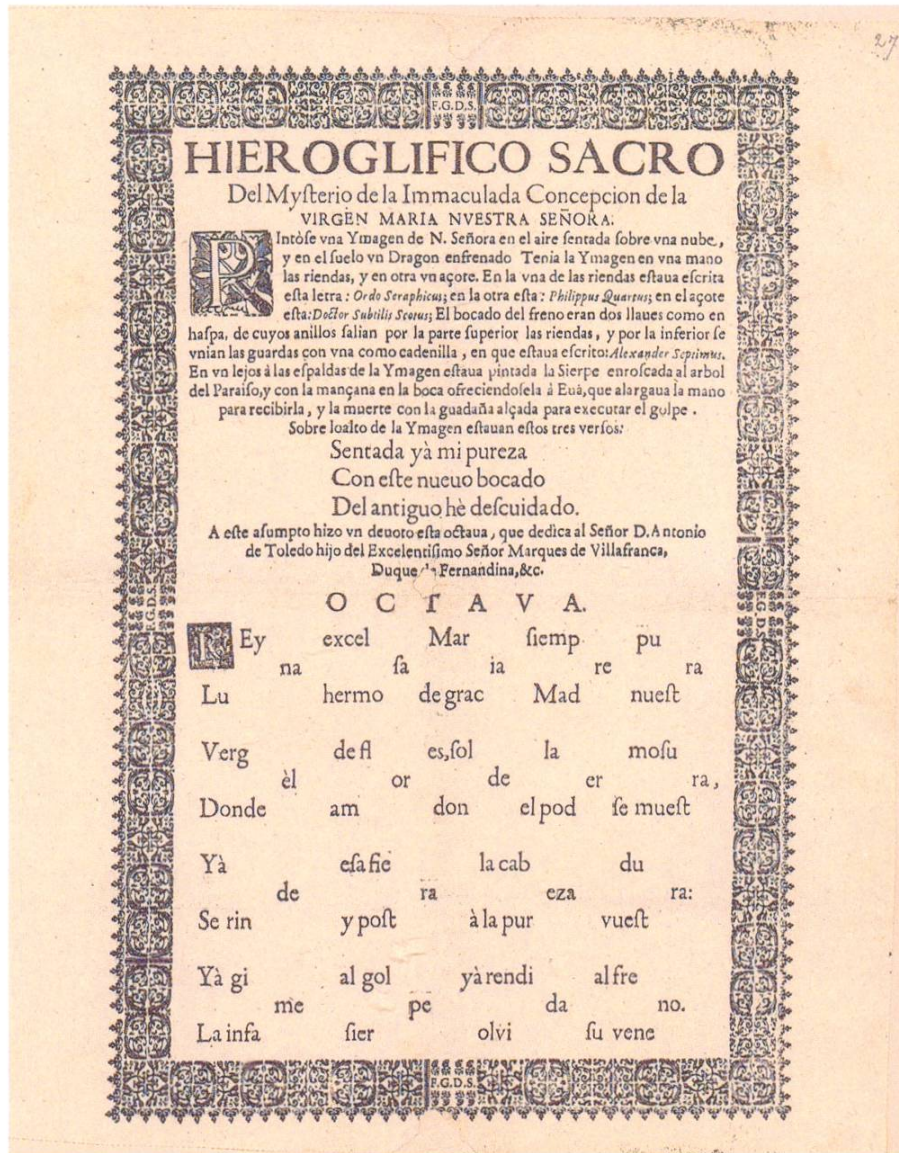 27
F.G.D.S.
HIEROGLIFICO SACRO
Del Myſterio de la Immaculada Concepcion de la
VIRGEN MARIA NVESTRA SEÑORA.
PIntòſe vna Ymagen de N. Señora en el aire ſentada ſobre vna nube,
y en el ſuelo vn Dragon enfrenado Tenia la Ymagen en vna mano
las riendas, y en otra vn açote. En la vna de las riendas eſtaua eſcrita
eſta letra: Ordo Seraphicus; en la otra eſta: Philippus Quartus; en el açote
eſta: Doctor Subtilis Scotus; El bocado del freno eran dos llaues como en
haſpa, de cuyos anillos ſalian por la parte ſuperior las riendas, y por la inferior ſe
vnian las guardas con vna como cadenilla, en que eſtaua eſcrito: Alexander Septimus.
En vn lejos à las eſpaldas de la Ymagen eſtaua pintada la Sierpe enroſcada al arbol
del Paraiſo, y con la mançana en la boca ofreciendoſela á Euà, que alargaua la mano
para recibirla, y la muerte con la guadaña alçada para executar el golpe.
Sobre loalto de la Ymagen eſtauan eſtos tres verſos:
Sentada yà mi pureza
Con eſte nueuo bocado
Del antiguo hè deſcuidado.
A eſte aſumpto hizo vn deuoto eſta octaua, que dedica al Señor D. Antonio
de Toledo hijo del Excelentiſimo Señor Marques de Villafranca,
Duque de Fernandina, &c.
OCTAVA.
REy excel Mar ſiemp pu
na ſa ia re ra
Lu hermo de grac Mad nueſt
Verg de fl es, ſol la moſu
èl or de er ra,
Donde am don el pod ſe mueſt
Yà eſa fie la cab du
de ra eza ra:
Se rin y poſt à la pur vueſt
Yà gi al gol yà rendi al fre
me pe da no.
La infa ſier olvi ſu vene
F.G.D.S.
F.G.D.S.
F.G.D.S.